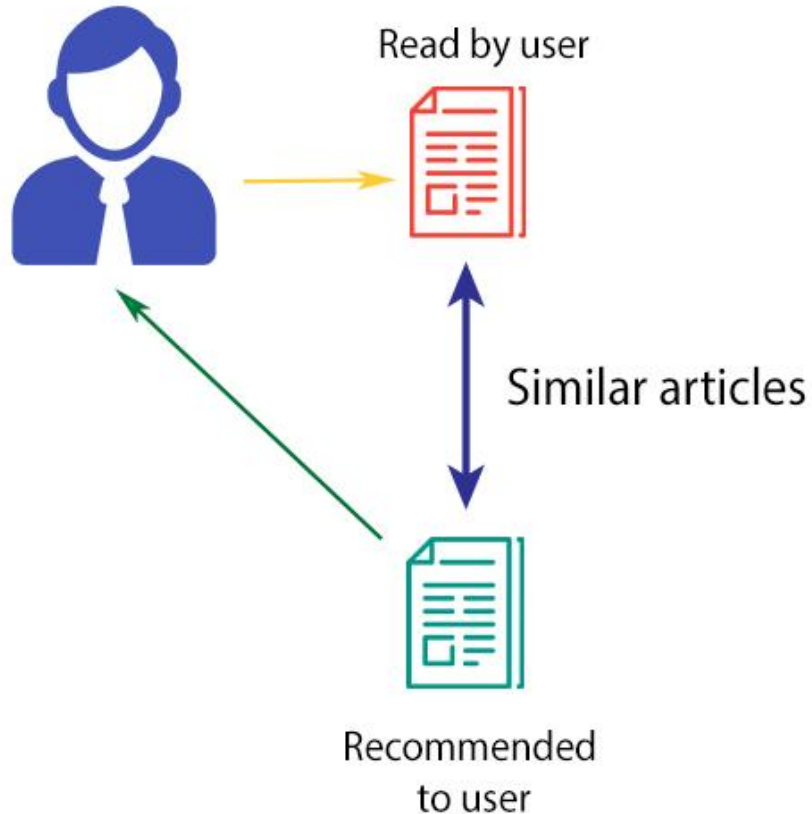 Read by user
Similar articles
Recommended
to user